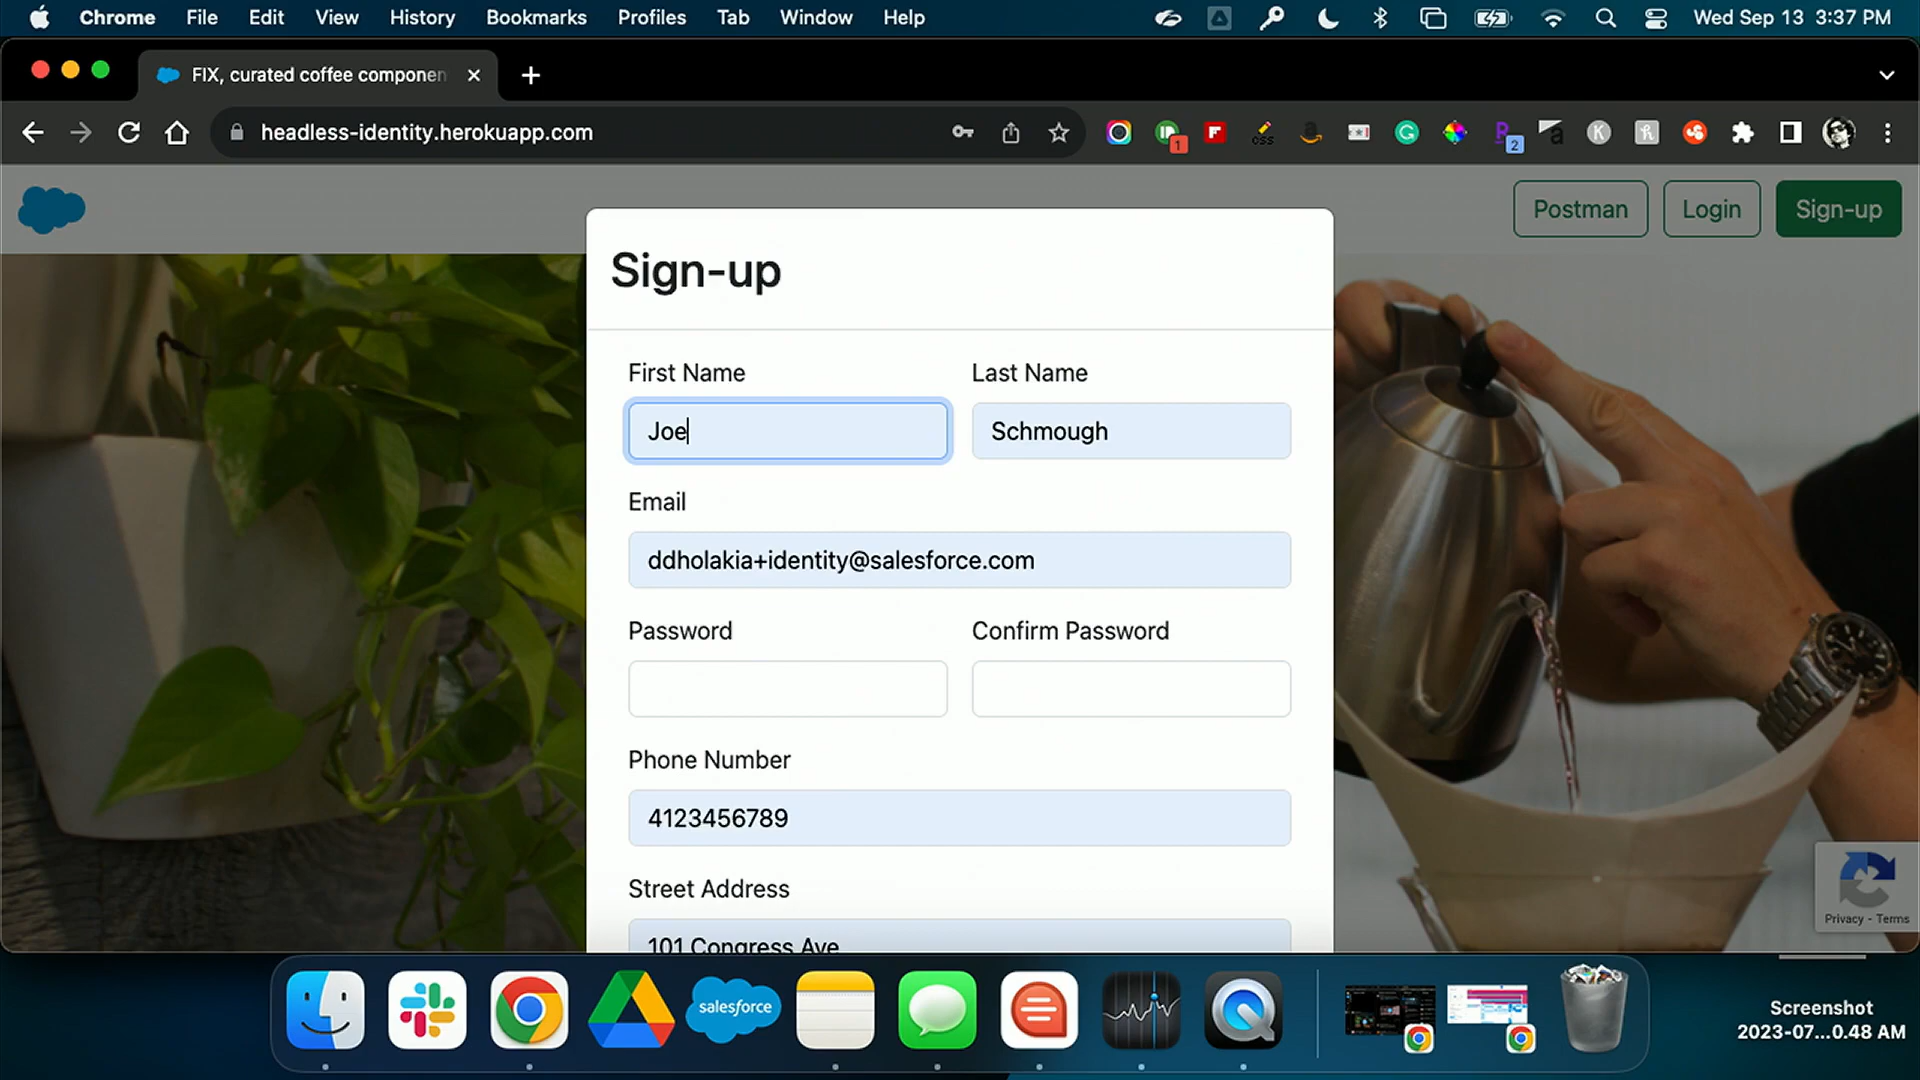 Chrome File Edit View History Bookmarks Profiles Tab Window Help Wed Sep 13 3:37 PM
FIX, curated coffee componen
headless-identity.herokuapp.com
1
oss
2
Postman Login Sign-up
Sign-up
First Name Last Name
Joe Schmough
Email
ddholakia+identity@salesforce.com
Password Confirm Password
Phone Number
4123456789
Street Address
101 Congress Ave
Privacy - Terms
salesforce
Screenshot
2023-07...0.48 AM